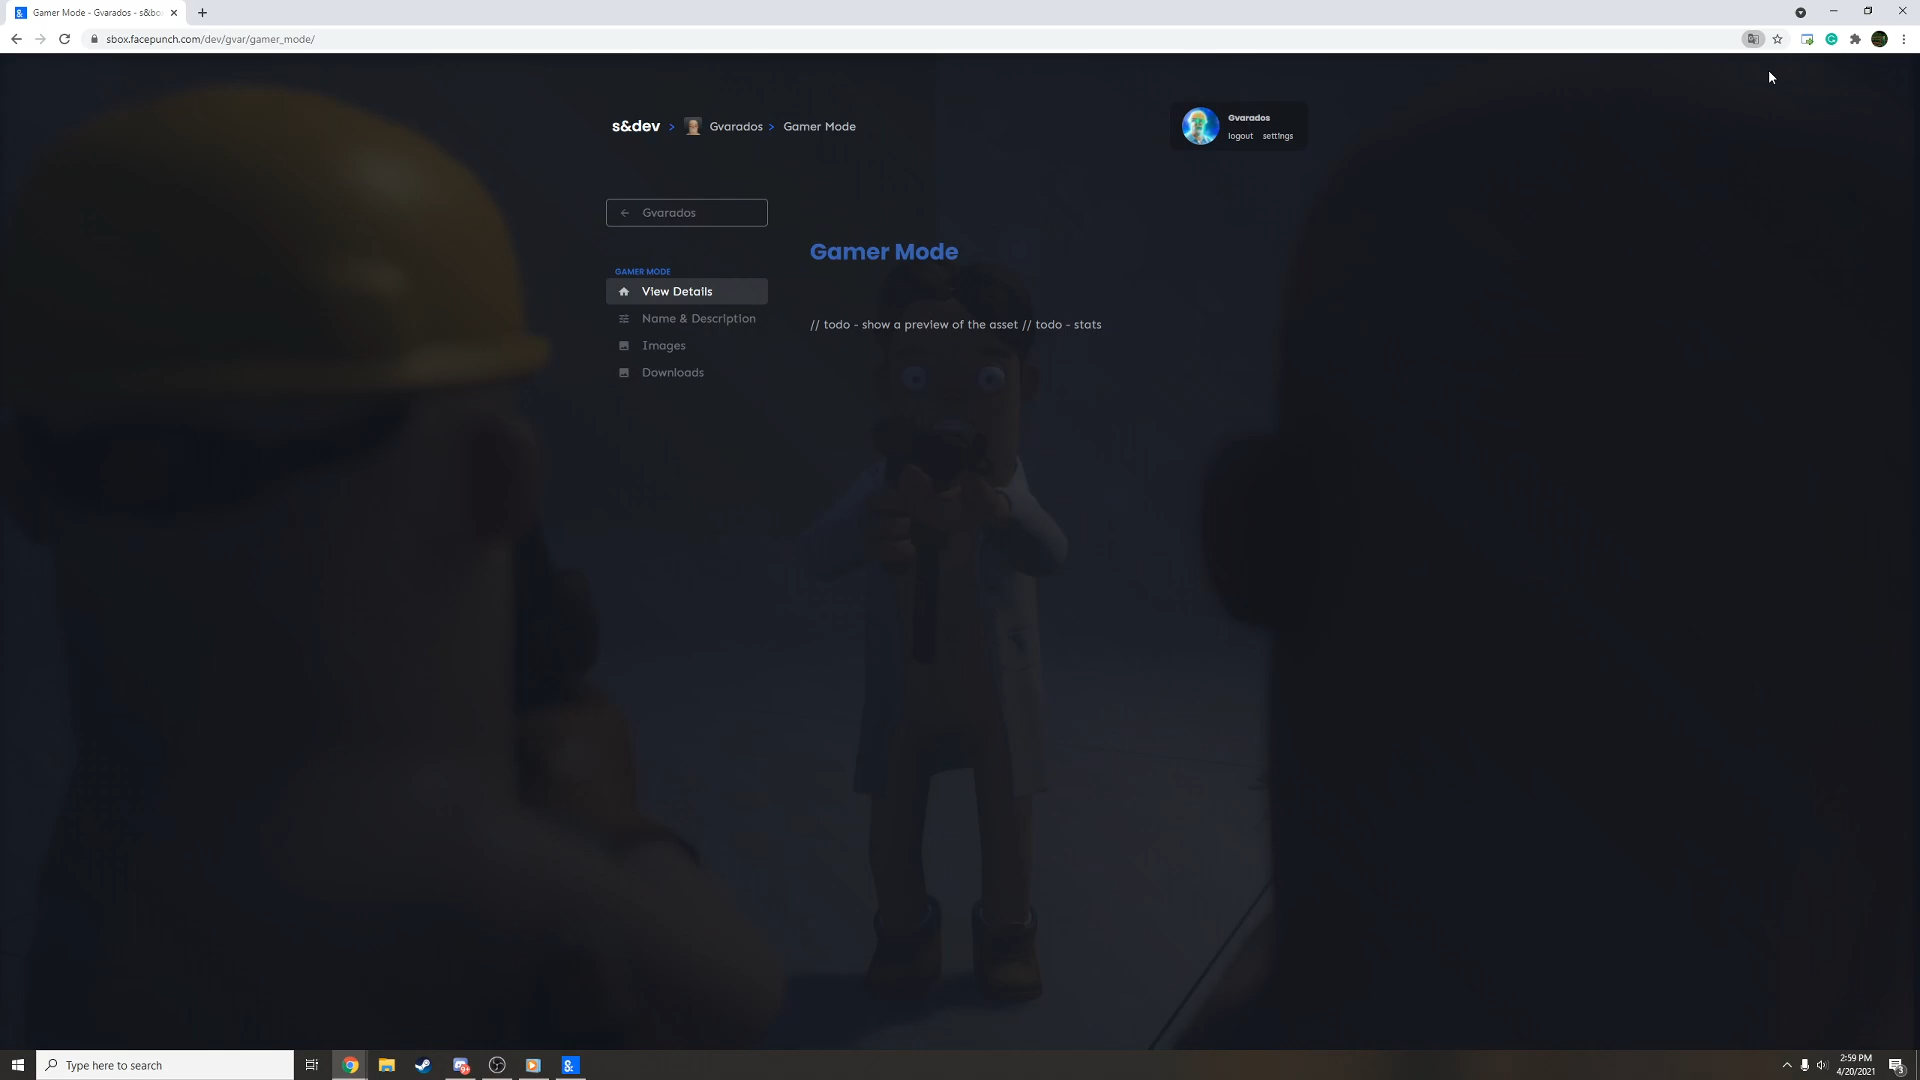 Gamer Mode - Gvarados - s&bo
sbox.facepunch.com/dev/gvar/gamer_mode/
s&dev > Gvarados > Gamer Mode
Gvarados
logout settings
Gvarados
GAMER MODE
View Details
Name & Description
Images
Downloads
Gamer Mode
// todo - show a preview of the asset // todo - stats
Type here to search
9+
&
2:59 PM
4/20/2021
3